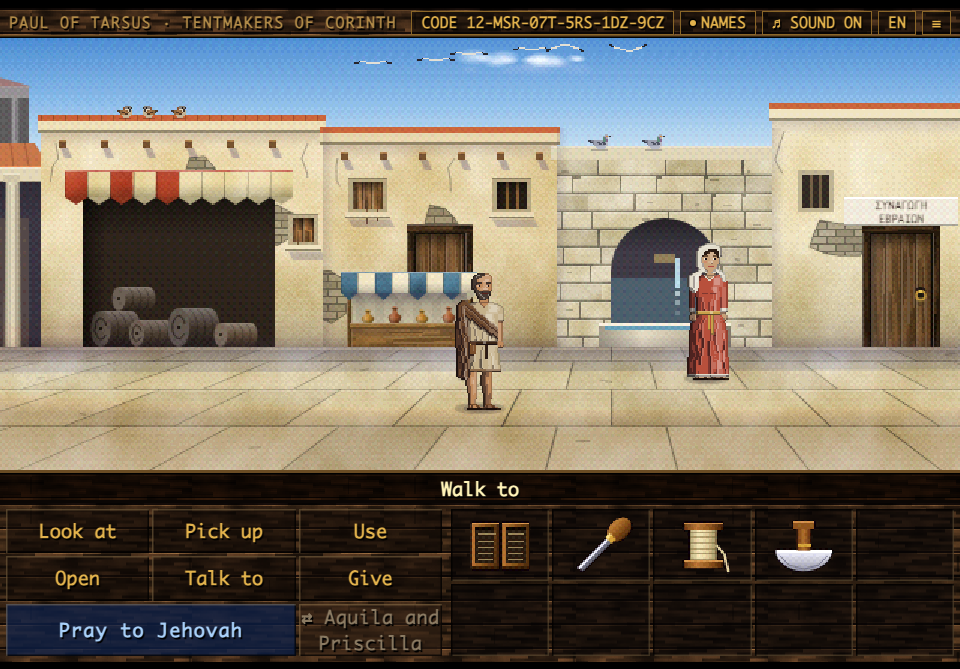 PAUL OF TARSUS · TENTMAKERS OF CORINTH
CODE 12-MSR-07T-5RS-1DZ-9CZ
• NAMES
♬ SOUND ON
EN
≡
ΣΥΝΑΓΩΓΗ
ΕΒΡΑΙΩΝ
Walk to
Look at
Pick up
Use
Open
Talk to
Give
Pray to Jehovah
⇄ Aquila and
Priscilla